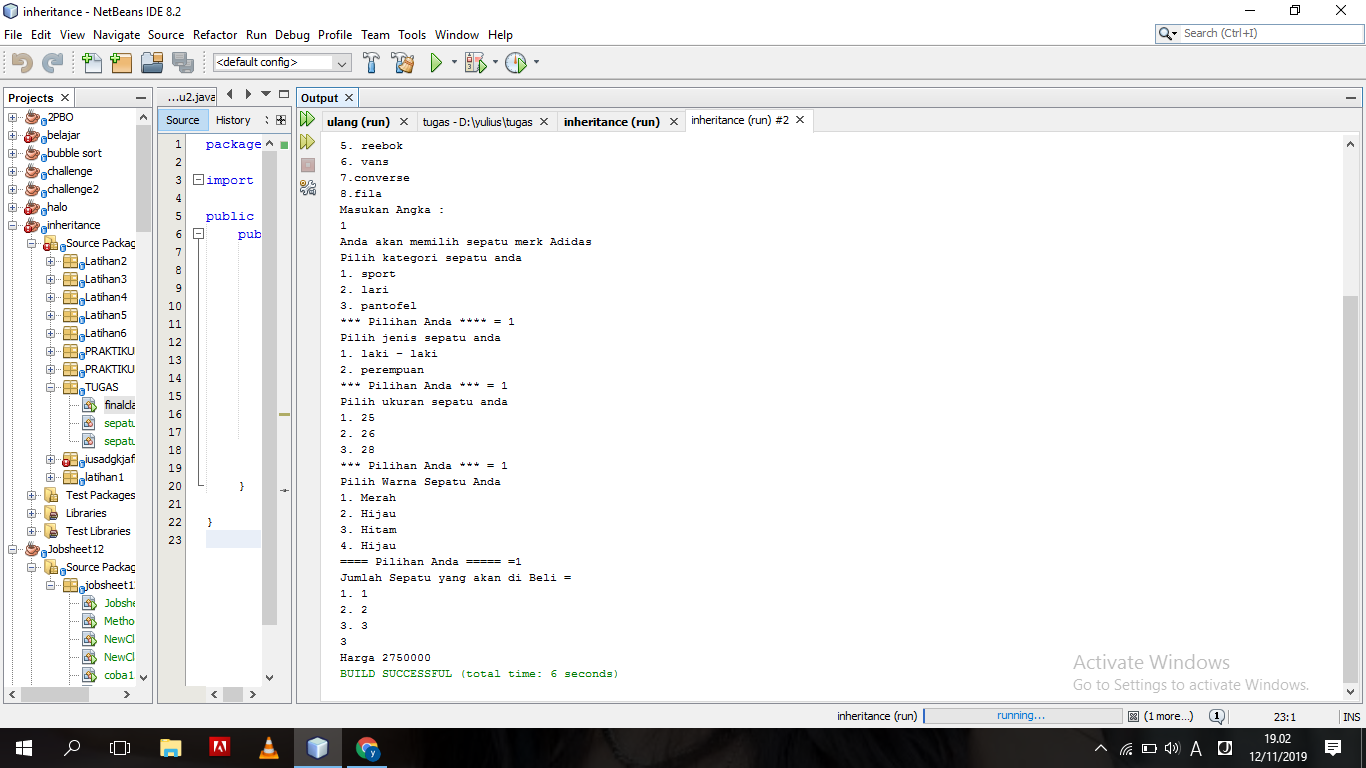 inheritance - NetBeans IDE 8.2
File Edit View Navigate Source Refactor Run Debug Profile Team Tools Window Help
Search (Ctrl+I)
<default config>
Projects
2PBO
belajar
bubble sort
challenge
challenge2
halo
inheritance
Source Packag
Latihan2
Latihan3
Latihan4
Latihan5
Latihan6
PRAKTIKU
PRAKTIKU
TUGAS
finalcla
sepatu
sepatu
iusadgkjaf
latihan1
Test Packages
Libraries
Test Libraries
Jobsheet12
Source Packag
jobsheet1
Jobshe
Metho
NewCl
NewCl
coba1
...u2.java
Source History
1 package
2
3 import
4
5 public
6 pub
7
8
9
10
11
12
13
14
15
16
17
18
19
20 }
21
22 }
23
Output
ulang (run) tugas - D:\yulius\tugas inheritance (run) inheritance (run) #2
5. reebok
6. vans
7.converse
8.fila
Masukan Angka :
1
Anda akan memilih sepatu merk Adidas
Pilih kategori sepatu anda
1. sport
2. lari
3. pantofel
*** Pilihan Anda **** = 1
Pilih jenis sepatu anda
1. laki - laki
2. perempuan
*** Pilihan Anda *** = 1
Pilih ukuran sepatu anda
1. 25
2. 26
3. 28
*** Pilihan Anda *** = 1
Pilih Warna Sepatu Anda
1. Merah
2. Hijau
3. Hitam
4. Hijau
==== Pilihan Anda ===== =1
Jumlah Sepatu yang akan di Beli =
1. 1
2. 2
3. 3
3
Harga 2750000
BUILD SUCCESSFUL (total time: 6 seconds)
Activate Windows
Go to Settings to activate Windows.
inheritance (run) running... (1 more...) 1 23:1 INS
19.02
12/11/2019